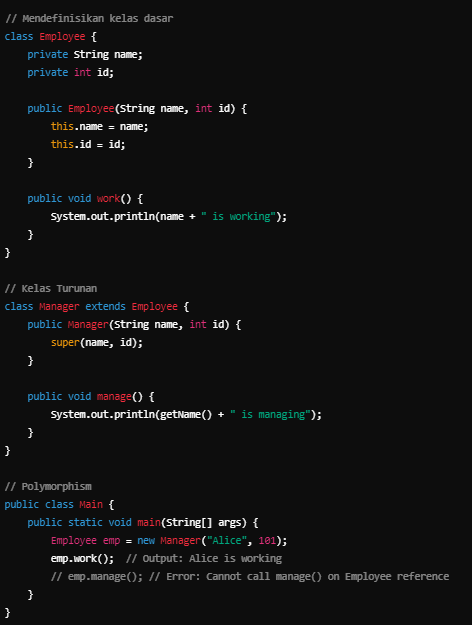 // Mendefinisikan kelas dasar
class Employee {
    private String name;
    private int id;

    public Employee(String name, int id) {
        this.name = name;
        this.id = id;
    }

    public void work() {
        System.out.println(name + " is working");
    }
}

// Kelas Turunan
class Manager extends Employee {
    public Manager(String name, int id) {
        super(name, id);
    }

    public void manage() {
        System.out.println(getName() + " is managing");
    }
}

// Polymorphism
public class Main {
    public static void main(String[] args) {
        Employee emp = new Manager("Alice", 101);
        emp.work();  // Output: Alice is working
        // emp.manage(); // Error: Cannot call manage() on Employee reference
    }
}